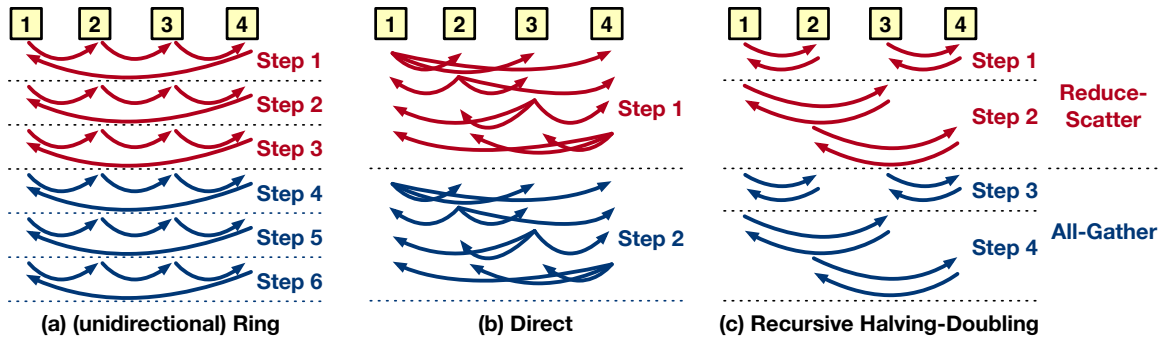 1 2 3 4
Step 1
Step 2
Step 3
Step 4
Step 5
Step 6
(a) (unidirectional) Ring
1 2 3 4
Step 1
Step 2
(b) Direct
1 2 3 4
Step 1
Step 2
Step 3
Step 4
Reduce-
Scatter
All-Gather
(c) Recursive Halving-Doubling